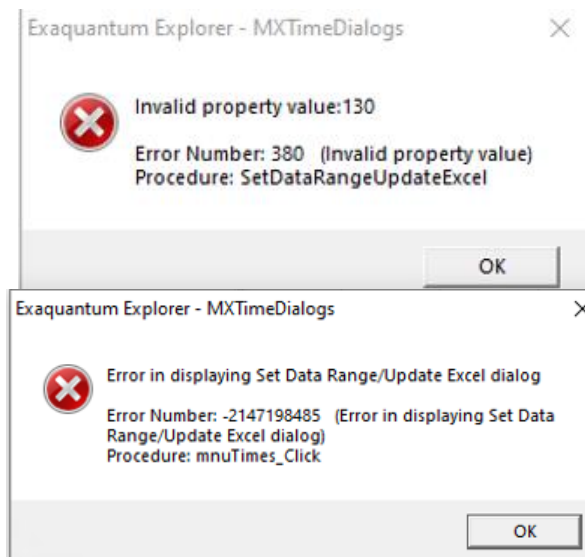 Exaquantum Explorer - MXTimeDialogs
Invalid property value:130
Error Number: 380   (Invalid property value)
Procedure: SetDataRangeUpdateExcel
OK
Exaquantum Explorer - MXTimeDialogs
Error in displaying Set Data Range/Update Excel dialog
Error Number: -2147198485   (Error in displaying Set Data
Range/Update Excel dialog)
Procedure: mnuTimes_Click
OK